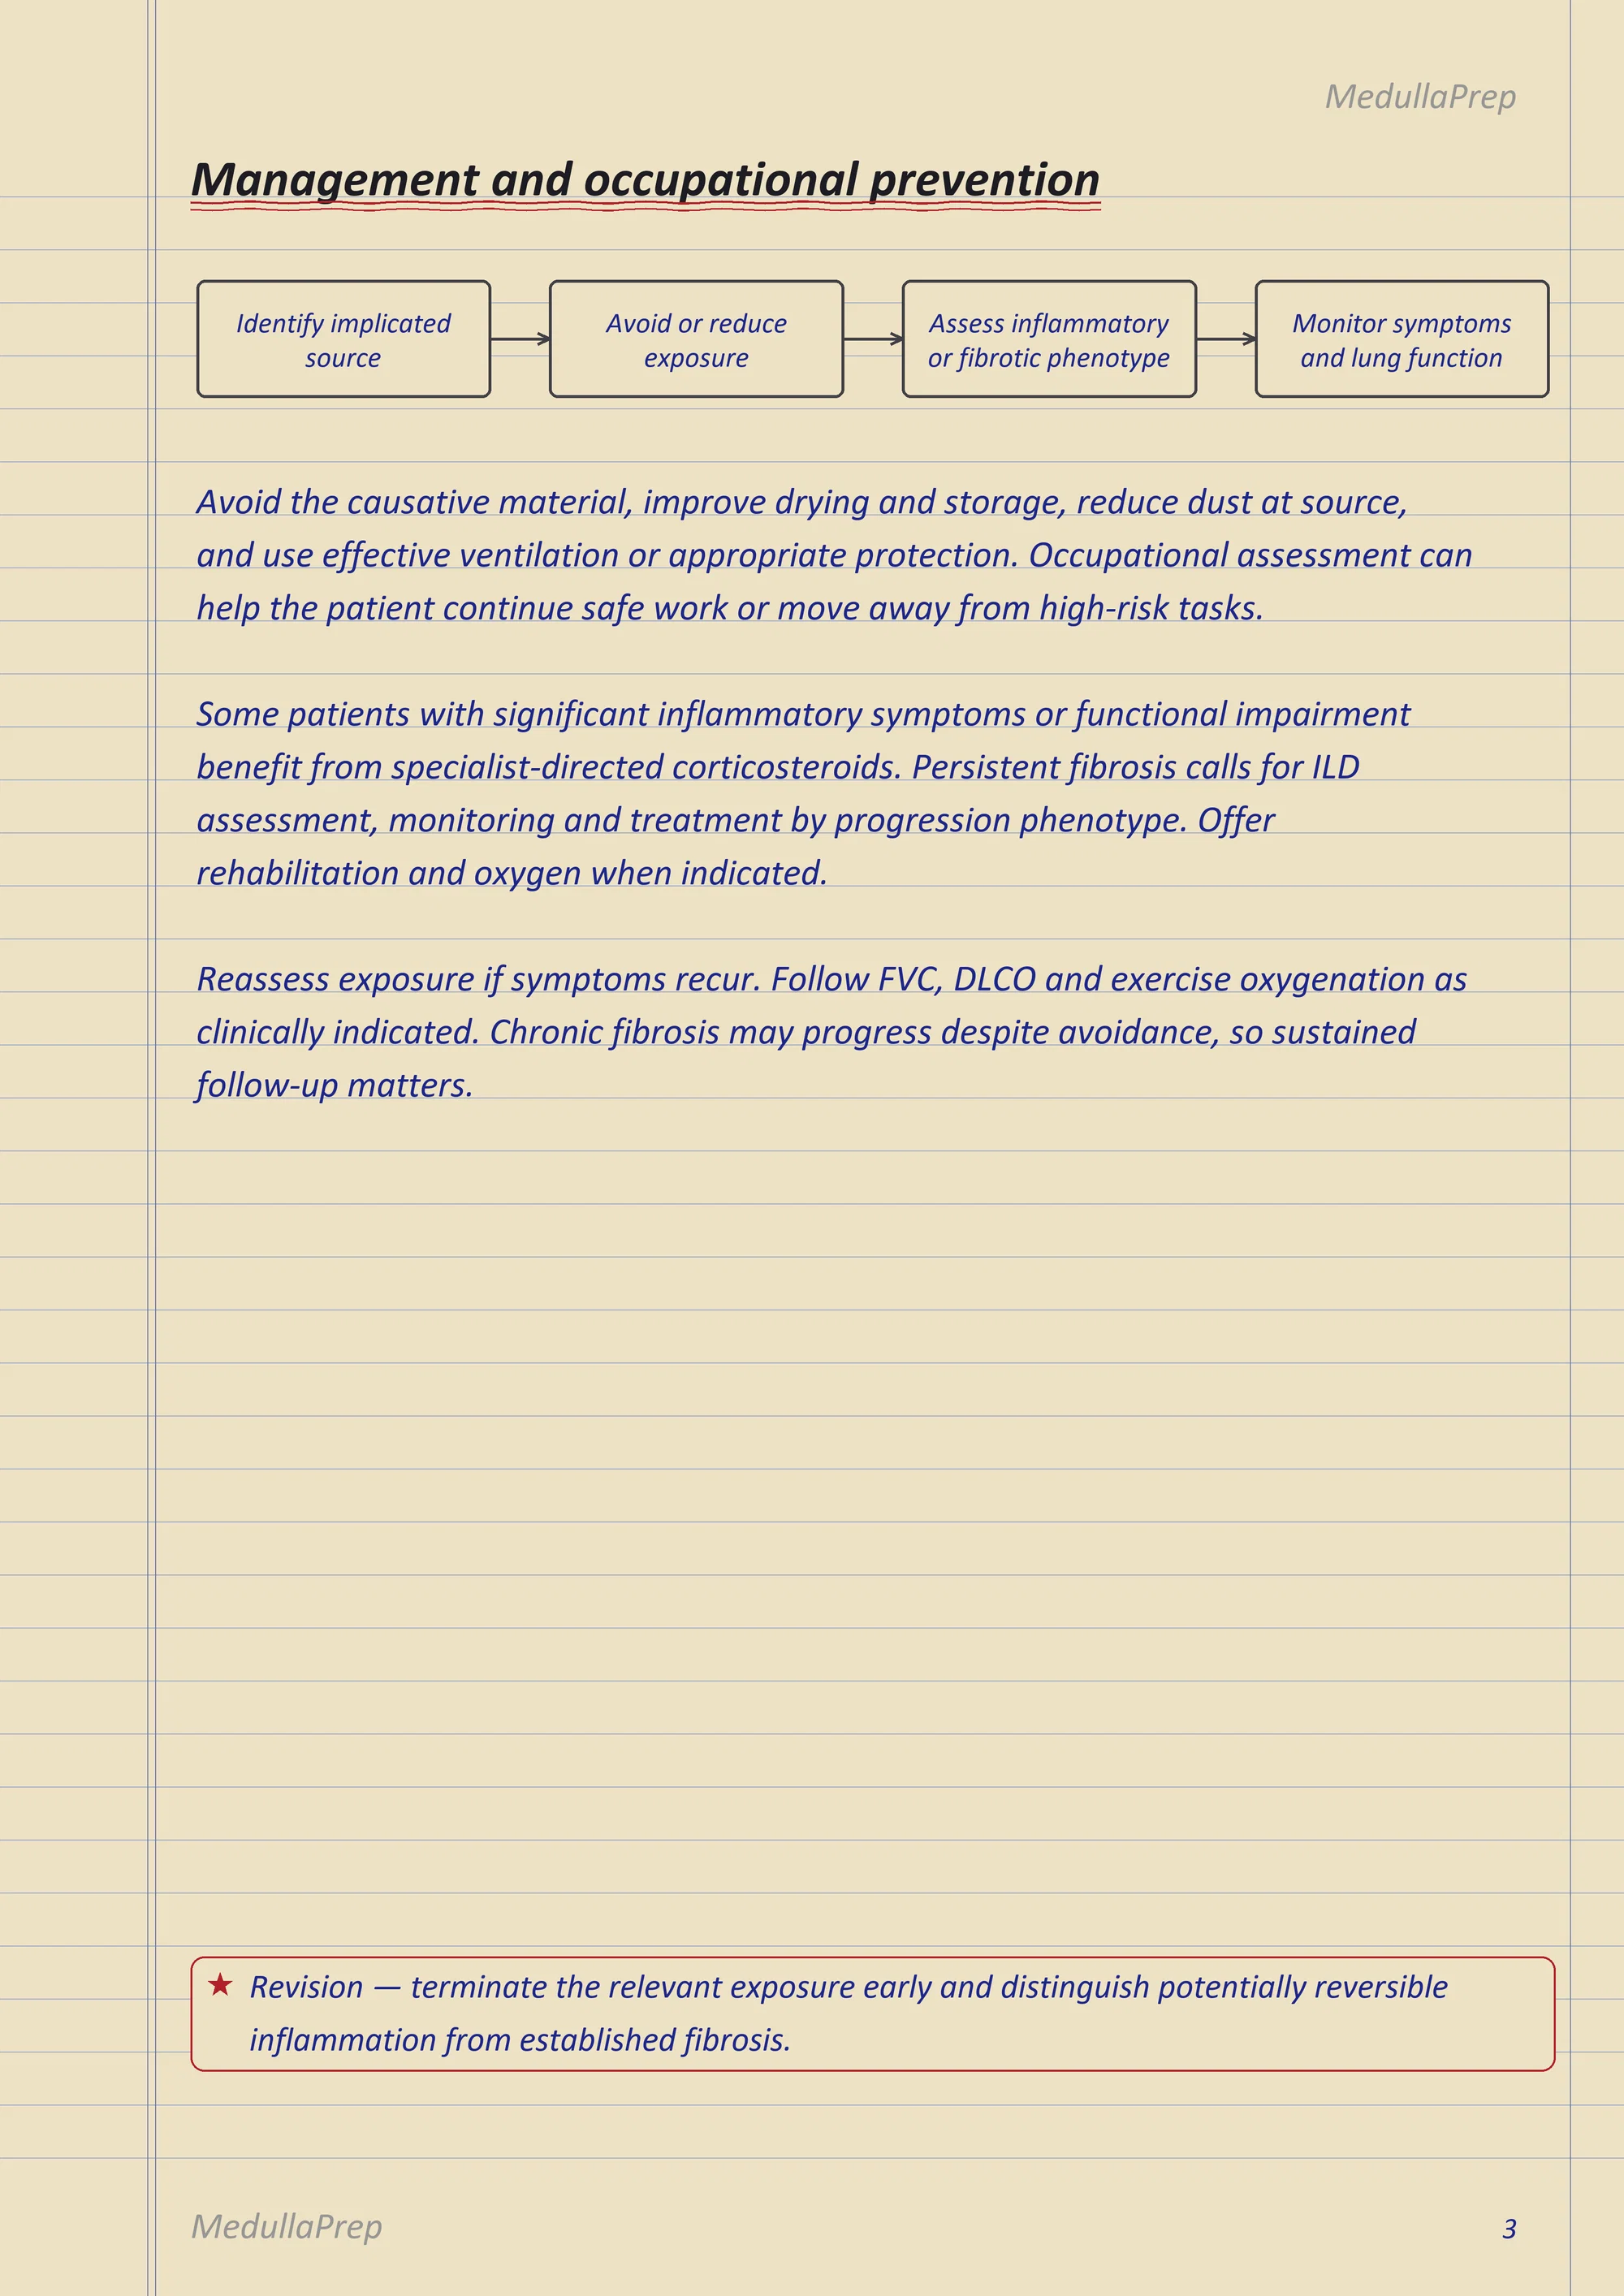 MedullaPrep
Management and occupational prevention
Identify implicated
source
Avoid or reduce
exposure
Assess inflammatory
or fibrotic phenotype
Monitor symptoms
and lung function
Avoid the causative material, improve drying and storage, reduce dust at source,
and use effective ventilation or appropriate protection. Occupational assessment can
help the patient continue safe work or move away from high-risk tasks.
Some patients with significant inflammatory symptoms or functional impairment
benefit from specialist-directed corticosteroids. Persistent fibrosis calls for ILD
assessment, monitoring and treatment by progression phenotype. Offer
rehabilitation and oxygen when indicated.
Reassess exposure if symptoms recur. Follow FVC, DLCO and exercise oxygenation as
clinically indicated. Chronic fibrosis may progress despite avoidance, so sustained
follow-up matters.
★ Revision — terminate the relevant exposure early and distinguish potentially reversible
inflammation from established fibrosis.
MedullaPrep
3